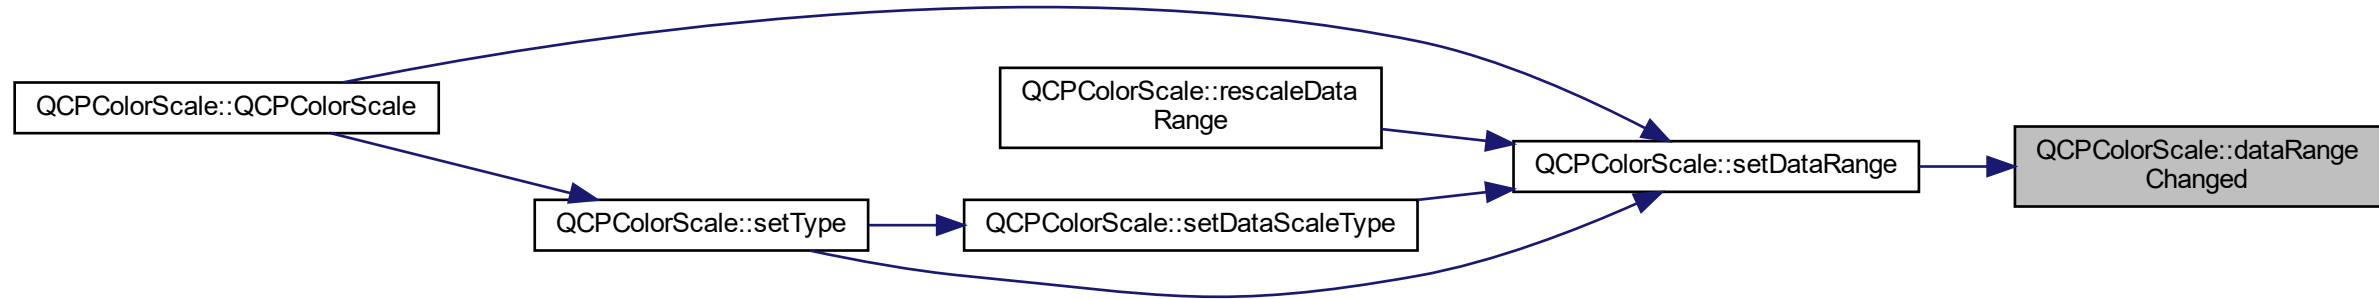 QCPColorScale::QCPColorScale
QCPColorScale::rescaleData
Range
QCPColorScale::setDataRange
QCPColorScale::dataRange
Changed
QCPColorScale::setType
QCPColorScale::setDataScaleType